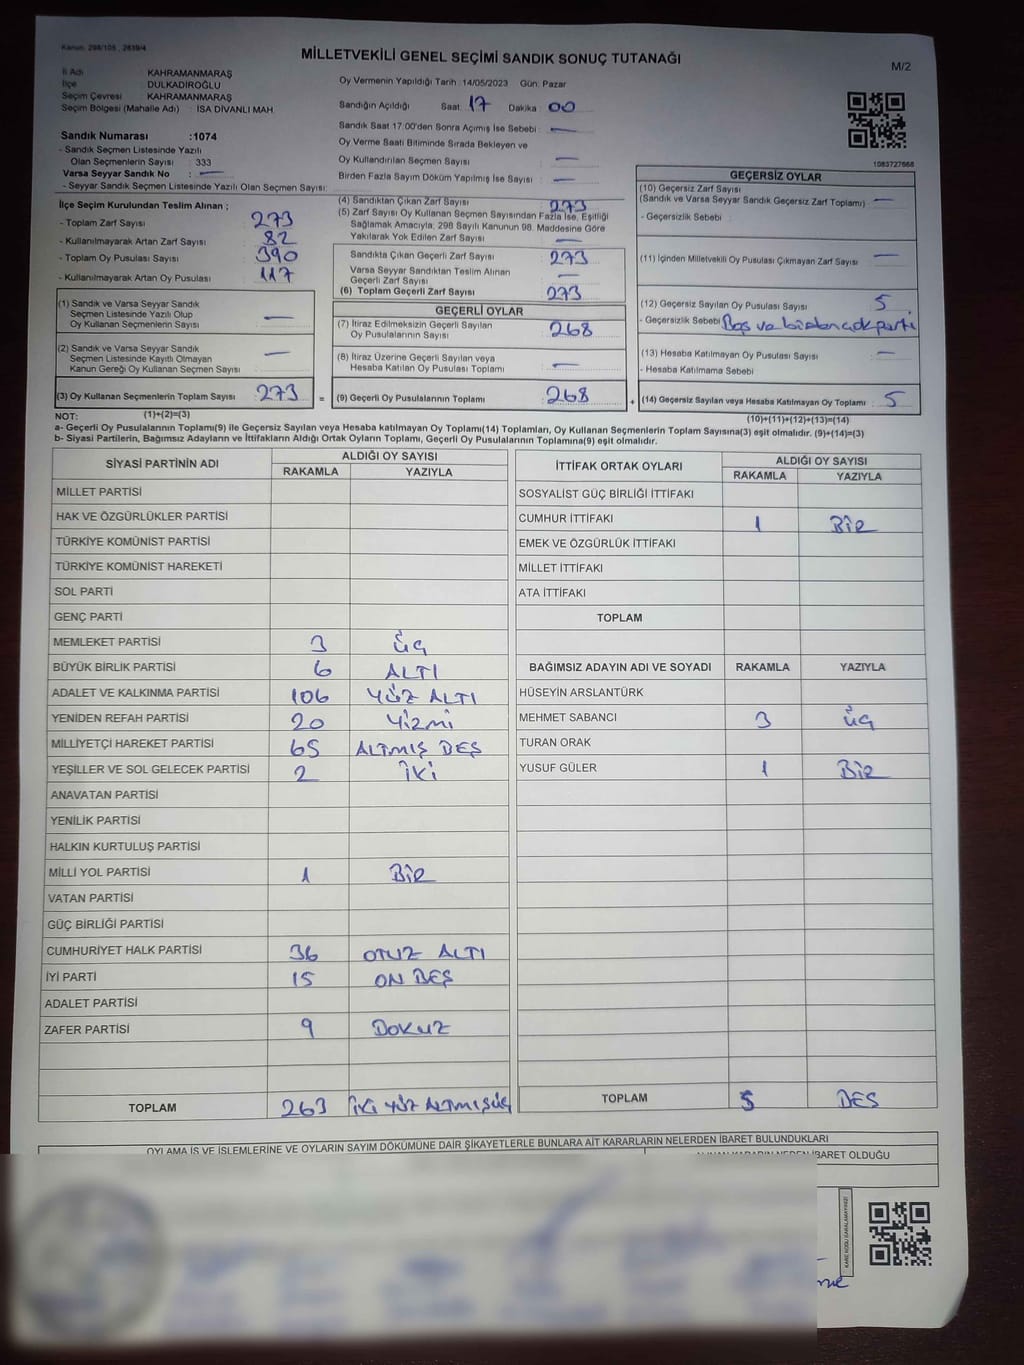 Kanun: 298/105 , 2839/4
MİLLETVEKİLİ GENEL SEÇİMİ SANDIK SONUÇ TUTANAĞI
M/2
İl Adı : KAHRAMANMARAŞ
İlçe : DULKADİROĞLU
Seçim Çevresi : KAHRAMANMARAŞ
Seçim Bölgesi (Mahalle Adı) : İSA DİVANLI MAH.
Oy Vermenin Yapıldığı Tarih : 14/05/2023 Gün: Pazar
Sandığın Açıldığı Saat 17 Dakika : 00
Sandık Saat 17:00'den Sonra Açılmış İse Sebebi : —
Oy Verme Saati Bitiminde Sırada Bekleyen ve
Oy Kullandırılan Seçmen Sayısı : —
Birden Fazla Sayım Döküm Yapılmış İse Sayısı : —
Sandık Numarası : 1074
- Sandık Seçmen Listesinde Yazılı
Olan Seçmenlerin Sayısı : 333
Varsa Seyyar Sandık No : —
- Seyyar Sandık Seçmen Listesinde Yazılı Olan Seçmen Sayısı:
1083727668
İlçe Seçim Kurulundan Teslim Alınan ;
- Toplam Zarf Sayısı : 273
- Kullanılmayarak Artan Zarf Sayısı : 82
- Toplam Oy Pusulası Sayısı : 390
- Kullanılmayarak Artan Oy Pusulası : 117
(1) Sandık ve Varsa Seyyar Sandık
Seçmen Listesinde Yazılı Olup
Oy Kullanan Seçmenlerin Sayısı : —
(2) Sandık ve Varsa Seyyar Sandık
Seçmen Listesinde Kayıtlı Olmayan
Kanun Gereği Oy Kullanan Seçmen Sayısı : —
(3) Oy Kullanan Seçmenlerin Toplam Sayısı : 273
(1)+(2)=(3)
(4) Sandıktan Çıkan Zarf Sayısı : 273
(5) Zarf Sayısı Oy Kullanan Seçmen Sayısından Fazla İse, Eşitliği
Sağlamak Amacıyla, 298 Sayılı Kanunun 98. Maddesine Göre
Yakılarak Yok Edilen Zarf Sayısı : —
Sandıkta Çıkan Geçerli Zarf Sayısı : 273
Varsa Seyyar Sandıktan Teslim Alınan
Geçerli Zarf Sayısı : —
(6) Toplam Geçerli Zarf Sayısı : 273
GEÇERLİ OYLAR
(7) İtiraz Edilmeksizin Geçerli Sayılan
Oy Pusulasının Sayısı : 268
(8) İtiraz Üzerine Geçerli Sayılan veya
Hesaba Katılan Oy Pusulası Toplamı : —
= (9) Geçerli Oy Pusulalarının Toplamı : 268
GEÇERSİZ OYLAR
(10) Geçersiz Zarf Sayısı
(Sandık ve Varsa Seyyar Sandık Geçersiz Zarf Toplamı) : —
- Geçersizlik Sebebi :
(11) İçinden Milletvekili Oy Pusulası Çıkmayan Zarf Sayısı : —
(12) Geçersiz Sayılan Oy Pusulası Sayısı : 5
- Geçersizlik Sebebi : Boş ve birden çok parti
(13) Hesaba Katılmayan Oy Pusulası Sayısı : —
- Hesaba Katılmama Sebebi
+ (14) Geçersiz Sayılan veya Hesaba Katılmayan Oy Toplamı : 5
(10)+(11)+(12)+(13)=(14)
NOT:
a- Geçerli Oy Pusulasının Toplamı(9) ile Geçersiz Sayılan veya Hesaba Katılmayan Oy Toplamı(14) Toplamları, Oy Kullanan Seçmenlerin Toplam Sayısına(3) eşit olmalıdır. (9)+(14)=(3)
b- Siyasi Partilerin, Bağımsız Adayların ve İttifakların Aldığı Ortak Oyların Toplamı, Geçerli Oy Pusulalarının Toplamına(9) eşit olmalıdır.
SİYASİ PARTİNİN ADI
ALDIĞI OY SAYISI
RAKAMLA YAZIYLA
MİLLET PARTİSİ
HAK VE ÖZGÜRLÜKLER PARTİSİ
TÜRKİYE KOMÜNİST PARTİSİ
TÜRKİYE KOMÜNİST HAREKETİ
SOL PARTİ
GENÇ PARTİ
MEMLEKET PARTİSİ 3 ÜÇ
BÜYÜK BİRLİK PARTİSİ 6 ALTI
ADALET VE KALKINMA PARTİSİ 106 YÜZ ALTI
YENİDEN REFAH PARTİSİ 20 Yirmi
MİLLİYETÇİ HAREKET PARTİSİ 65 ALTMIŞ BEŞ
YEŞİLLER VE SOL GELECEK PARTİSİ 2 İKİ
ANAVATAN PARTİSİ
YENİLİK PARTİSİ
HALKIN KURTULUŞ PARTİSİ
MİLLİ YOL PARTİSİ 1 BİR
VATAN PARTİSİ
GÜÇ BİRLİĞİ PARTİSİ
CUMHURİYET HALK PARTİSİ 36 OTUZ ALTI
İYİ PARTİ 15 ON BEŞ
ADALET PARTİSİ
ZAFER PARTİSİ 9 DOKUZ
TOPLAM 263 İKİ YÜZ ALTMIŞ ÜÇ
İTTİFAK ORTAK OYLARI
ALDIĞI OY SAYISI
RAKAMLA YAZIYLA
SOSYALİST GÜÇ BİRLİĞİ İTTİFAKI
CUMHUR İTTİFAKI 1 BİR
EMEK VE ÖZGÜRLÜK İTTİFAKI
MİLLET İTTİFAKI
ATA İTTİFAKI
TOPLAM
BAĞIMSIZ ADAYIN ADI VE SOYADI RAKAMLA YAZIYLA
HÜSEYİN ARSLANTÜRK
MEHMET SABANCI 3 ÜÇ
TURAN ORAK
YUSUF GÜLER 1 BİR
TOPLAM 5 BEŞ
OYLAMA İŞ VE İŞLEMLERİNE VE OYLARIN SAYIM DÖKÜMÜNE DAİR ŞİKAYETLERLE BUNLARA AİT KARARLARIN NELERDEN İBARET BULUNDUKLARI
ALINAN KARARIN NEDEN İBARET OLDUĞU
KARE KODU KARALAMAYINIZ!